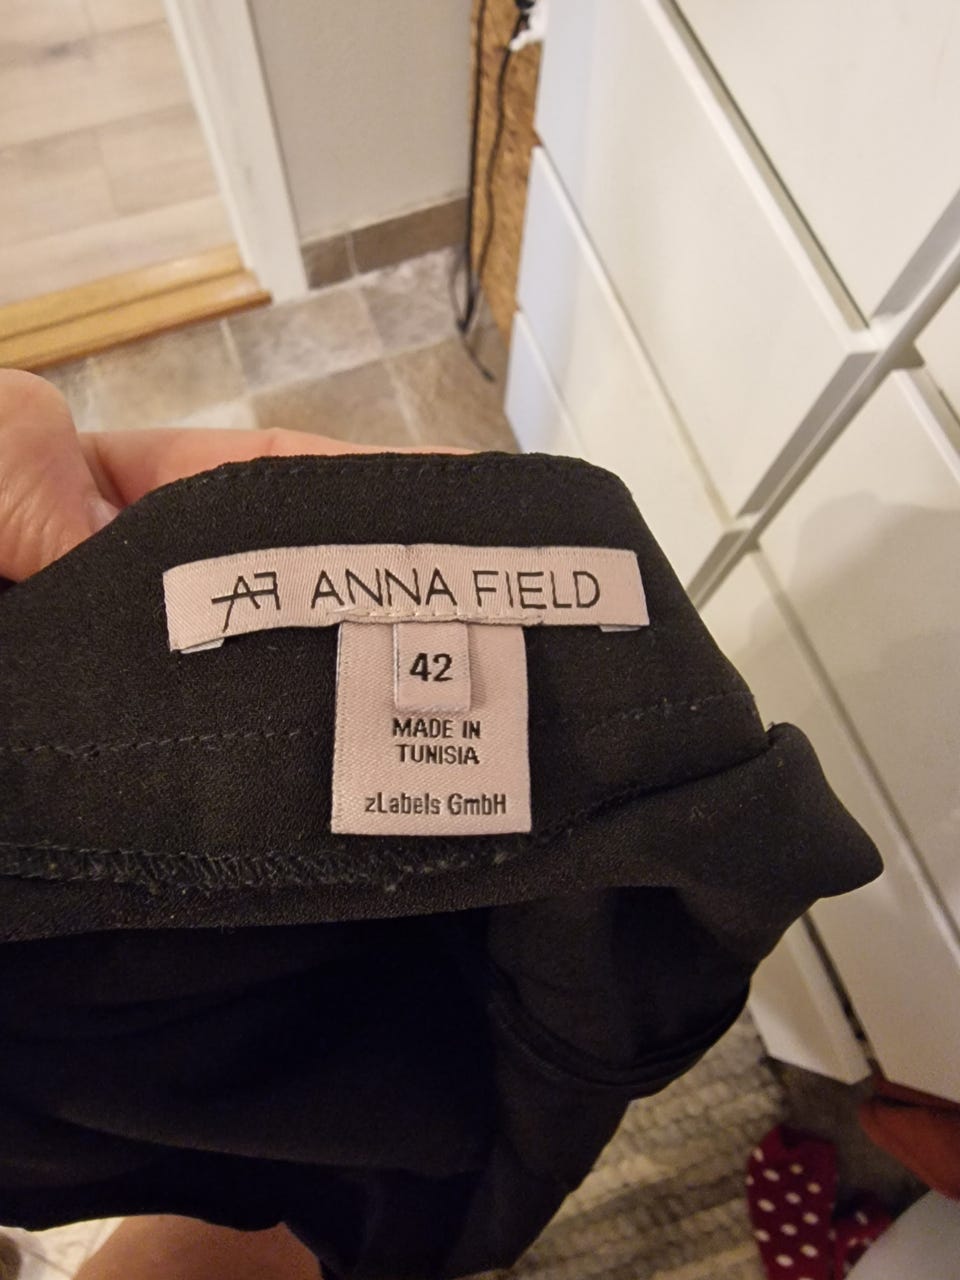 AF ANNA FIELD
42
MADE IN
TUNISIA
zLabels GmbH